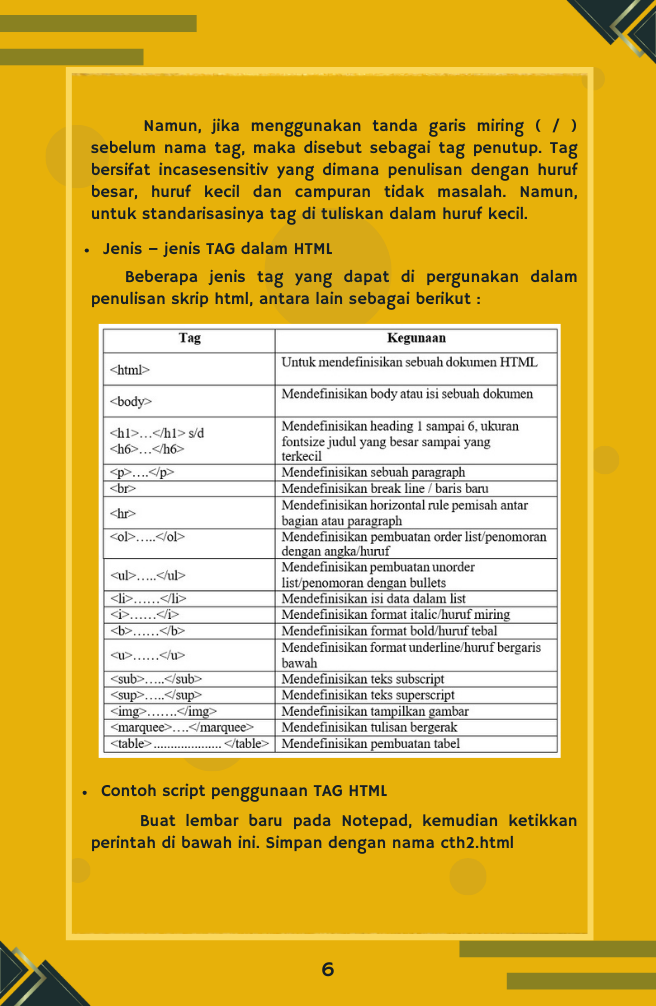 Namun, jika menggunakan tanda garis miring ( / )
sebelum nama tag, maka disebut sebagai tag penutup. Tag
bersifat incasesensitiv yang dimana penulisan dengan huruf
besar, huruf kecil dan campuran tidak masalah. Namun,
untuk standarisasinya tag di tuliskan dalam huruf kecil.
• Jenis – jenis TAG dalam HTML
Beberapa jenis tag yang dapat di pergunakan dalam
penulisan skrip html, antara lain sebagai berikut :
Tag Kegunaan
<html> Untuk mendefinisikan sebuah dokumen HTML
<body> Mendefinisikan body atau isi sebuah dokumen
<h1>…</h1> s/d
<h6>…</h6>
Mendefinisikan heading 1 sampai 6, ukuran
fontsize judul yang besar sampai yang
terkecil
<p>….</p> Mendefinisikan sebuah paragraph
<br> Mendefinisikan break line / baris baru
<hr> Mendefinisikan horizontal rule pemisah antar
bagian atau paragraph
<ol>…..</ol> Mendefinisikan pembuatan order list/penomoran
dengan angka/huruf
<ul>…..</ul> Mendefinisikan pembuatan unorder
list/penomoran dengan bullets
<li>……</li> Mendefinisikan isi data dalam list
<i>……</i> Mendefinisikan format italic/huruf miring
<b>……</b> Mendefinisikan format bold/huruf tebal
<u>……</u> Mendefinisikan format underline/huruf bergaris
bawah
<sub>…..</sub> Mendefinisikan teks subscript
<sup>…..</sup> Mendefinisikan teks superscript
<img>…….</img> Mendefinisikan tampilkan gambar
<marquee>….</marquee> Mendefinisikan tulisan bergerak
<table> .................... </table> Mendefinisikan pembuatan tabel
• Contoh script penggunaan TAG HTML
Buat lembar baru pada Notepad, kemudian ketikkan
perintah di bawah ini. Simpan dengan nama cth2.html
6